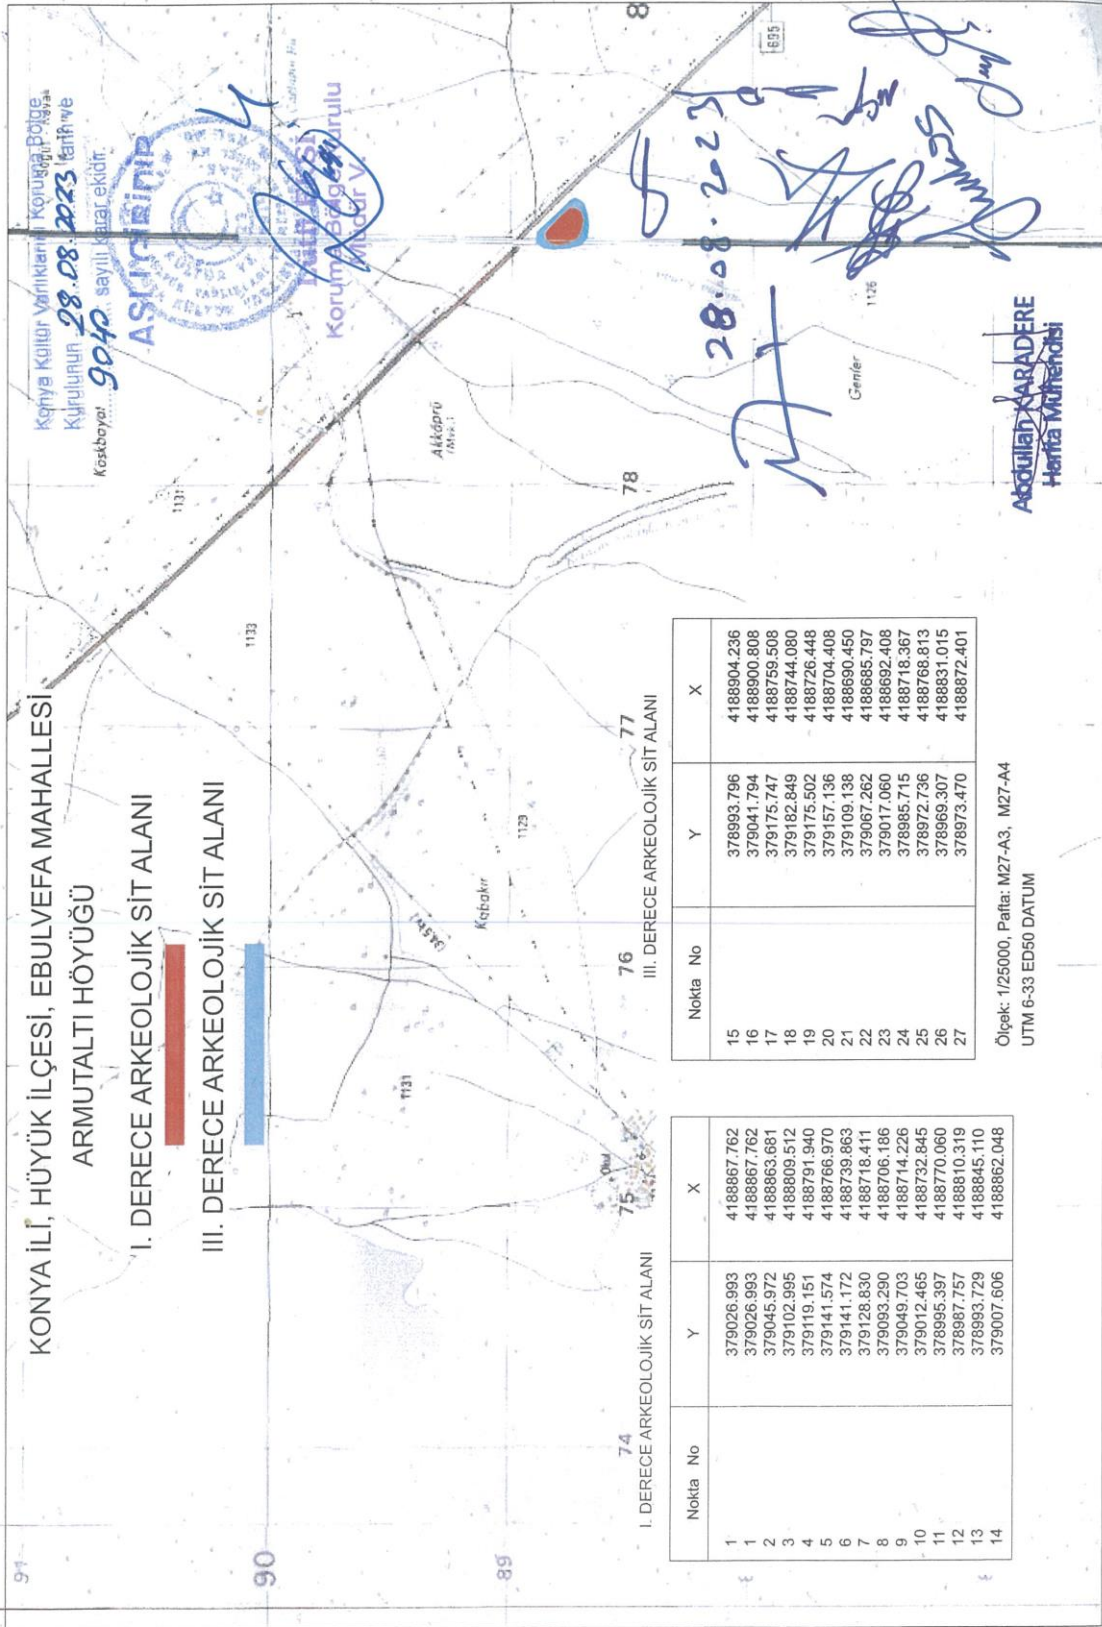 KONYA İLİ, HÜYÜK İLÇESİ, EBULVEFA MAHALLESİ
ARMUTALTI HÖYÜĞÜ
I. DERECE ARKEOLOJİK SİT ALANI
III. DERECE ARKEOLOJİK SİT ALANI
Konya Kültür Varlıklarını Koruma Bölge
Kurulunun 28.08.2023 tarih ve
9040 sayılı karar ekidir.
ASLI GİBİDİR
Koruma Bölge Kurulu
Müdür V.
Köşkbayat
1131
1133
Akköprü
(Mvk.)
695
8
91
90
89
1129
Kabakır
(34.5 kv)
1131
Okul
1126
Genler
74
75
76
77
78
28.08.2023
Abdullah KARADERE
Harita Mühendisi
I. DERECE ARKEOLOJİK SİT ALANI
Nokta No Y X
1 379026.993 4188867.762
1 379026.993 4188867.762
2 379045.972 4188863.681
3 379102.995 4188809.512
4 379119.151 4188791.940
5 379141.574 4188766.970
6 379141.172 4188739.863
7 379128.830 4188718.411
8 379093.290 4188706.186
9 379049.703 4188714.226
10 379012.465 4188732.845
11 378995.397 4188770.060
12 378987.757 4188810.319
13 378993.729 4188845.110
14 379007.606 4188862.048
III. DERECE ARKEOLOJİK SİT ALANI
Nokta No Y X
15 378993.796 4188904.236
16 379041.794 4188900.808
17 379175.747 4188759.508
18 379182.849 4188744.080
19 379175.502 4188726.448
20 379157.136 4188704.408
21 379109.138 4188690.450
22 379067.262 4188685.797
23 379017.060 4188692.408
24 378985.715 4188718.367
25 378972.736 4188768.813
26 378969.307 4188831.015
27 378973.470 4188872.401
Ölçek: 1/25000, Pafta: M27-A3, M27-A4
UTM 6-33 ED50 DATUM